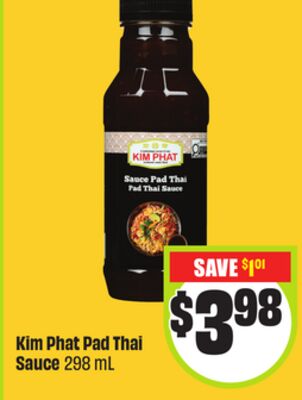 KIM PHAT
Sauce Pad Thai
Pad Thai Sauce
SAVE $1.01
$3.98
Kim Phat Pad Thai
Sauce 298 mL